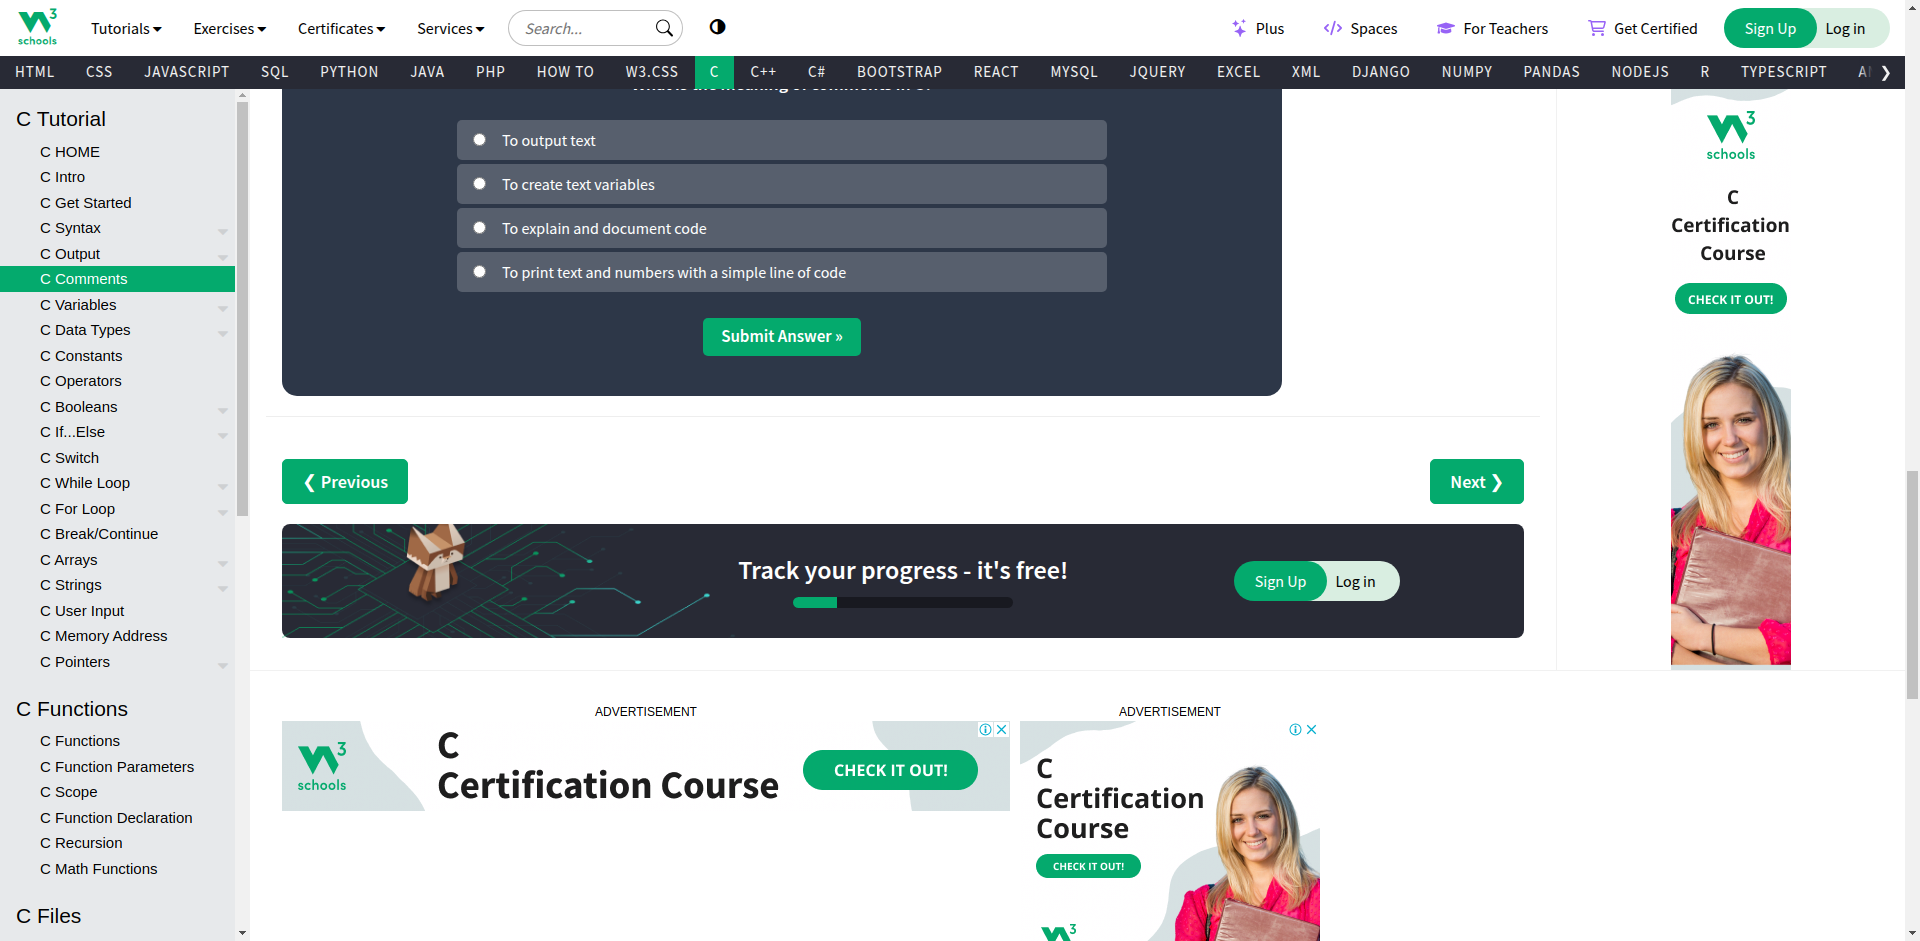 3
schools
Tutorials
Exercises
Certificates
Services
Search...
Plus
Spaces
For Teachers
Get Certified
Sign Up
Log in
HTML
CSS
JAVASCRIPT
SQL
PYTHON
JAVA
PHP
HOW TO
W3.CSS
C
C++
C#
BOOTSTRAP
REACT
MYSQL
JQUERY
EXCEL
XML
DJANGO
NUMPY
PANDAS
NODEJS
R
TYPESCRIPT
C Tutorial
C HOME
C Intro
C Get Started
C Syntax
C Output
C Comments
C Variables
C Data Types
C Constants
C Operators
C Booleans
C If...Else
C Switch
C While Loop
C For Loop
C Break/Continue
C Arrays
C Strings
C User Input
C Memory Address
C Pointers
C Functions
C Functions
C Function Parameters
C Scope
C Function Declaration
C Recursion
C Math Functions
C Files
To output text
To create text variables
To explain and document code
To print text and numbers with a simple line of code
Submit Answer »
❮ Previous
Next ❯
Track your progress - it's free!
Sign Up
Log in
3
schools
C
Certification
Course
CHECK IT OUT!
ADVERTISEMENT
3
schools
C
Certification Course
CHECK IT OUT!
ADVERTISEMENT
C
Certification
Course
CHECK IT OUT!
3